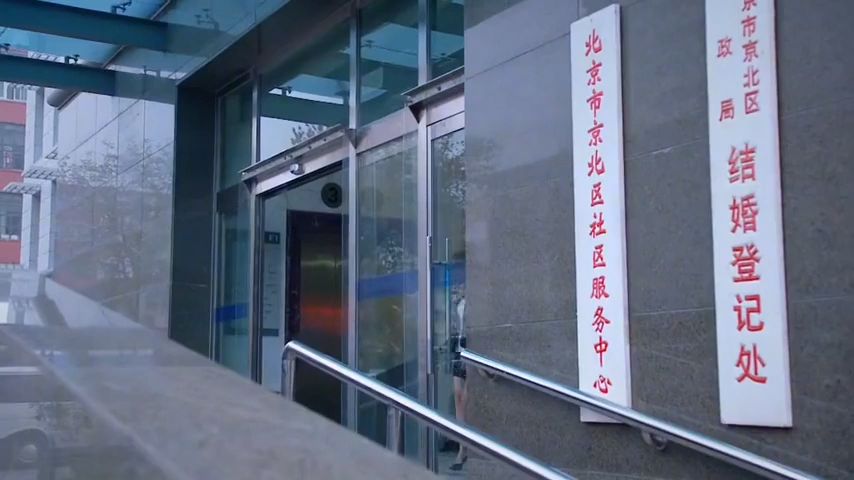 北京市京北区社区服务中心
京市京北区
政局
结婚登记处
3